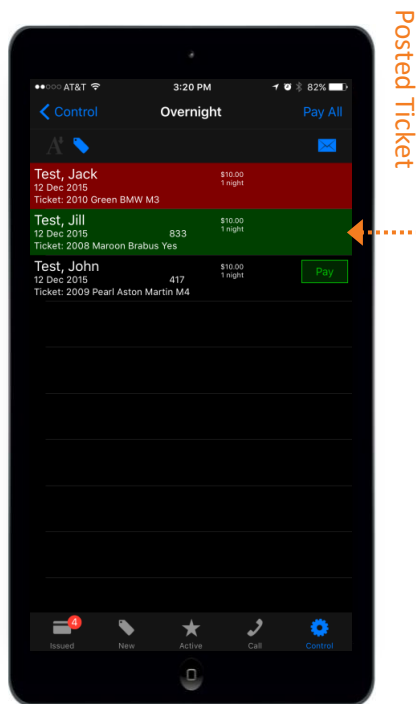 Posted Ticket
AT&T 3:20 PM 82%
Control Overnight Pay All
A
Test, Jack $10.00
12 Dec 2015 1 night
Ticket: 2010 Green BMW M3
Test, Jill $10.00
12 Dec 2015 833 1 night
Ticket: 2008 Maroon Brabus Yes
Test, John $10.00
12 Dec 2015 417 1 night Pay
Ticket: 2009 Pearl Aston Martin M4
4
Issued New Active Call Control